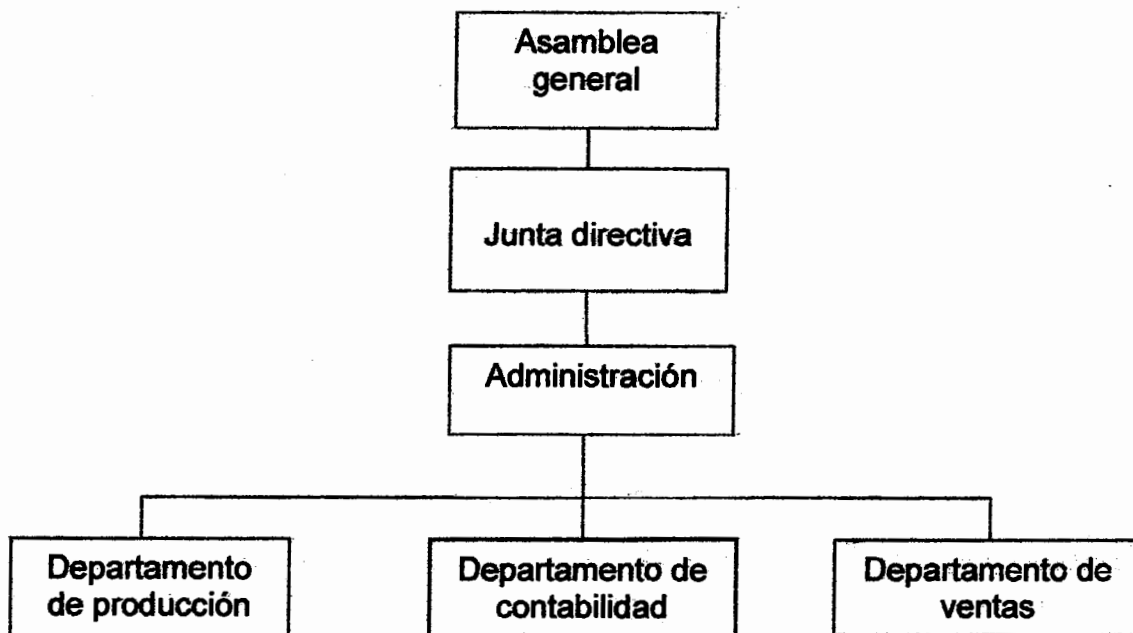 Asamblea
general
Junta directiva
Administración
Departamento
de producción
Departamento de
contabilidad
Departamento de
ventas